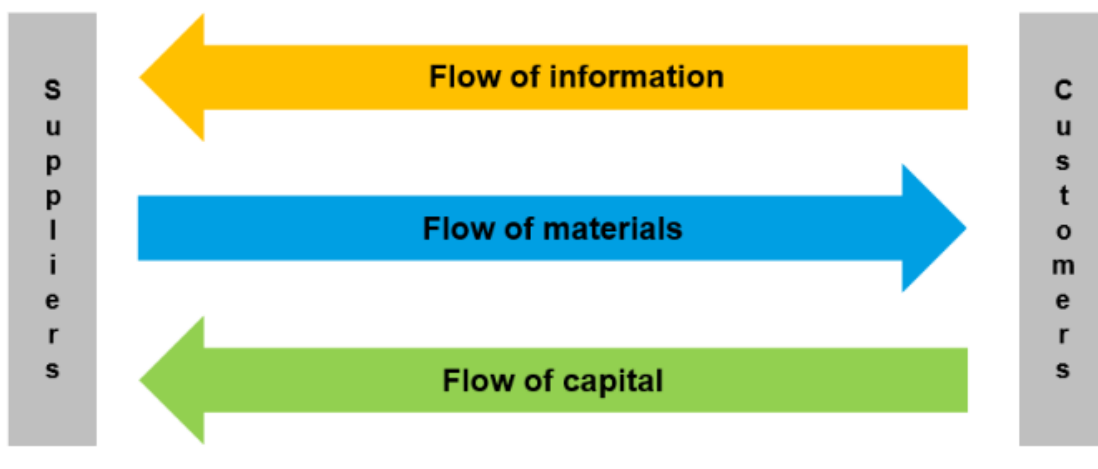 Suppliers
Flow of information
Flow of materials
Flow of capital
Customers